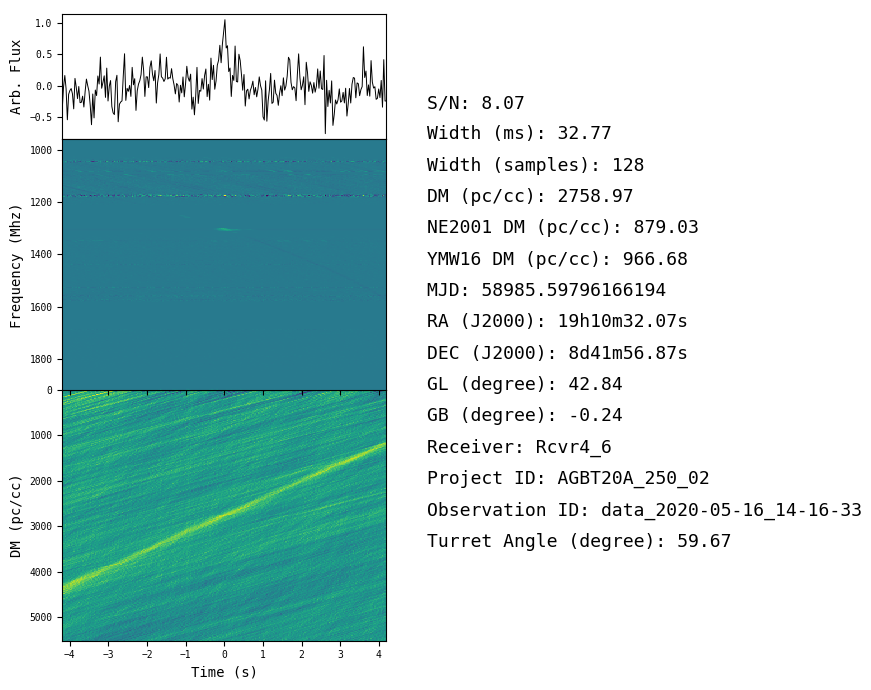 1.0
0.5
0.0
−0.5
Arb. Flux
1000
1200
1400
1600
1800
Frequency (Mhz)
0
1000
2000
3000
4000
5000
DM (pc/cc)
−4
−3
−2
−1
0
1
2
3
4
Time (s)
S/N: 8.07
Width (ms): 32.77
Width (samples): 128
DM (pc/cc): 2758.97
NE2001 DM (pc/cc): 879.03
YMW16 DM (pc/cc): 966.68
MJD: 58985.59796166194
RA (J2000): 19h10m32.07s
DEC (J2000): 8d41m56.87s
GL (degree): 42.84
GB (degree): -0.24
Receiver: Rcvr4_6
Project ID: AGBT20A_250_02
Observation ID: data_2020-05-16_14-16-33
Turret Angle (degree): 59.67